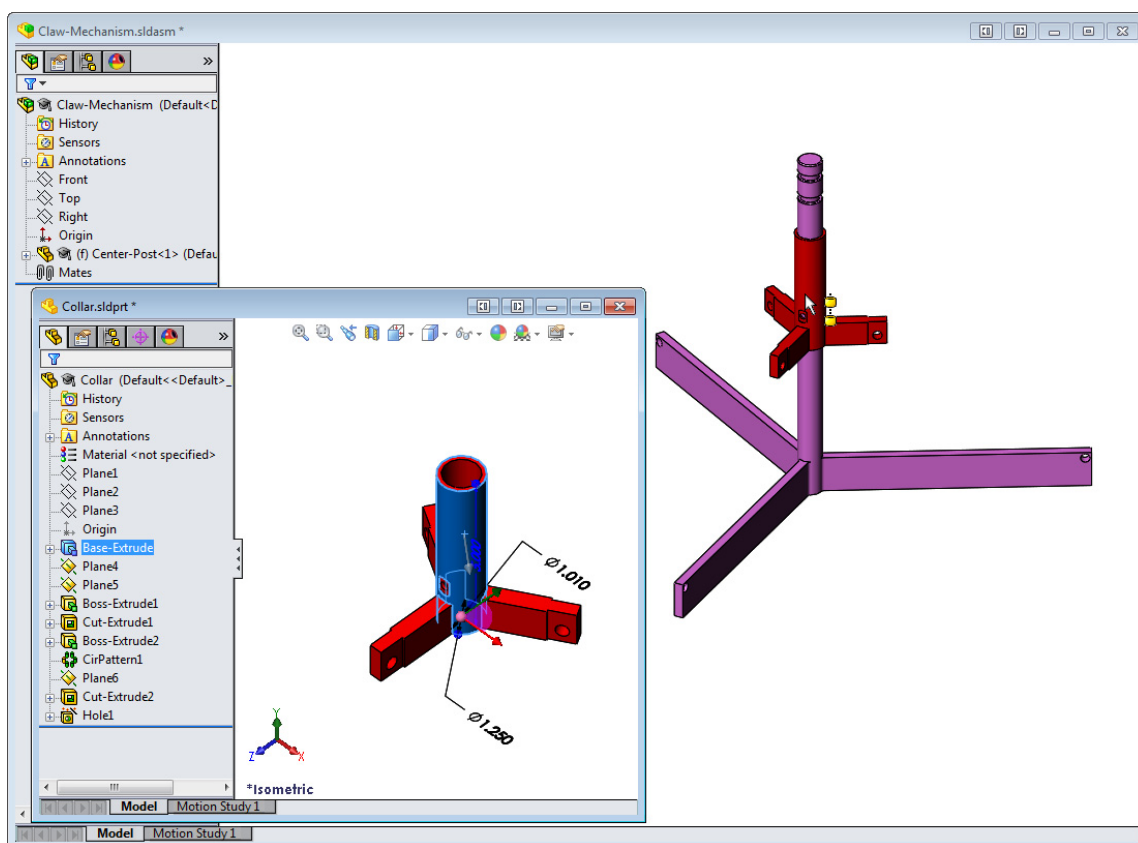 Claw-Mechanism.sldasm *
»
Claw-Mechanism (Default<D
History
Sensors
A Annotations
Front
Top
Right
Origin
(f) Center-Post<1> (Defau
Mates
Collar.sldprt *
»
Collar (Default<<Default>_
History
Sensors
A Annotations
Material <not specified>
Plane1
Plane2
Plane3
Origin
Base-Extrude
Plane4
Plane5
Boss-Extrude1
Cut-Extrude1
Boss-Extrude2
CirPattern1
Plane6
Cut-Extrude2
Hole1
Ø1.010
Ø1.250
Y
Z
X
*Isometric
Model Motion Study 1
Model Motion Study 1